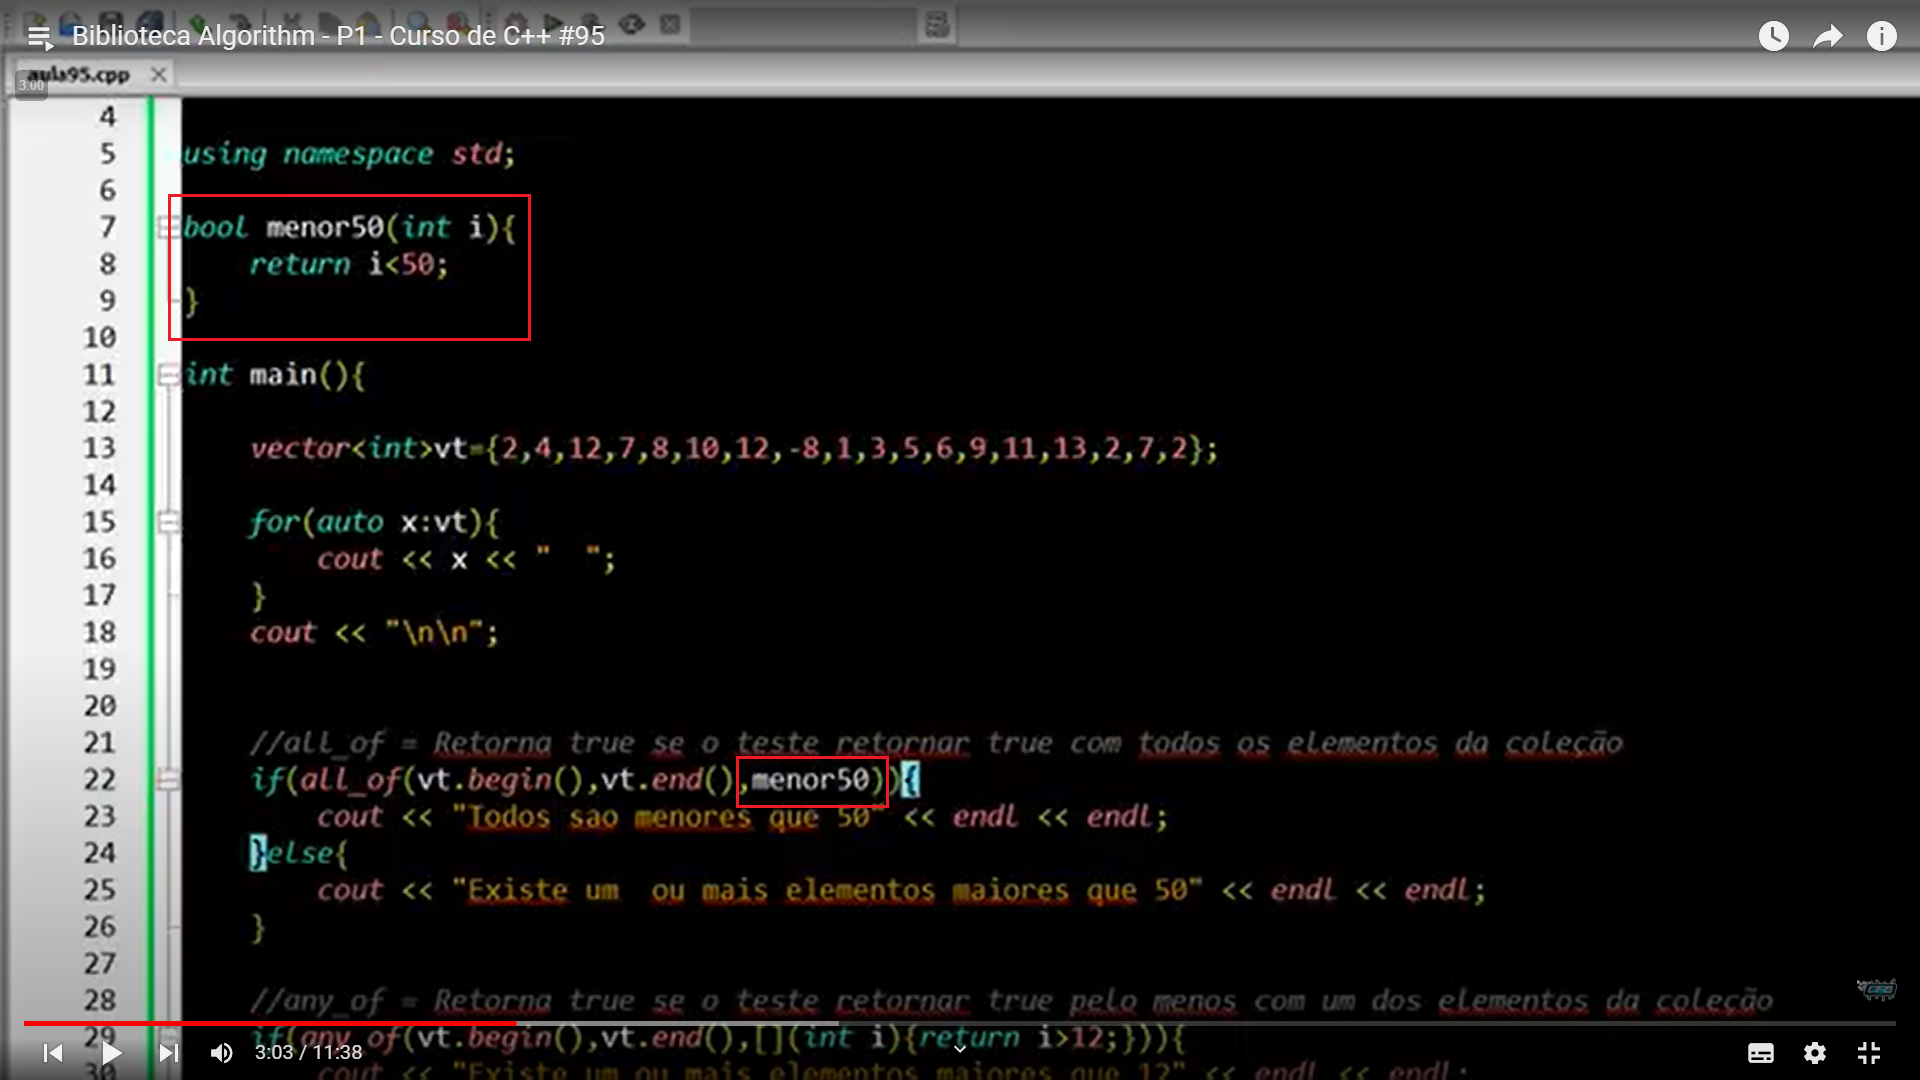 Biblioteca Algorithm - P1 - Curso de C++ #95
aula95.cpp
3.00
4
5 using namespace std;
6
7 bool menor50(int i){
8 return i<50;
9 }
10
11 int main(){
12
13 vector<int>vt={2,4,12,7,8,10,12,-8,1,3,5,6,9,11,13,2,7,2};
14
15 for(auto x:vt){
16 cout << x << "  ";
17 }
18 cout << "\n\n";
19
20
21 //all_of = Retorna true se o teste retornar true com todos os elementos da coleção
22 if(all_of(vt.begin(),vt.end(),menor50)){
23 cout << "Todos sao menores que 50" << endl << endl;
24 }else{
25 cout << "Existe um  ou mais elementos maiores que 50" << endl << endl;
26 }
27
28 //any_of = Retorna true se o teste retornar true pelo menos com um dos elementos da coleção
29 if(any_of(vt.begin(),vt.end(),[](int i){return i>12;})){
30 cout << "Existe um ou mais elementos maiores que 12" << endl << endl;
3:03 / 11:38